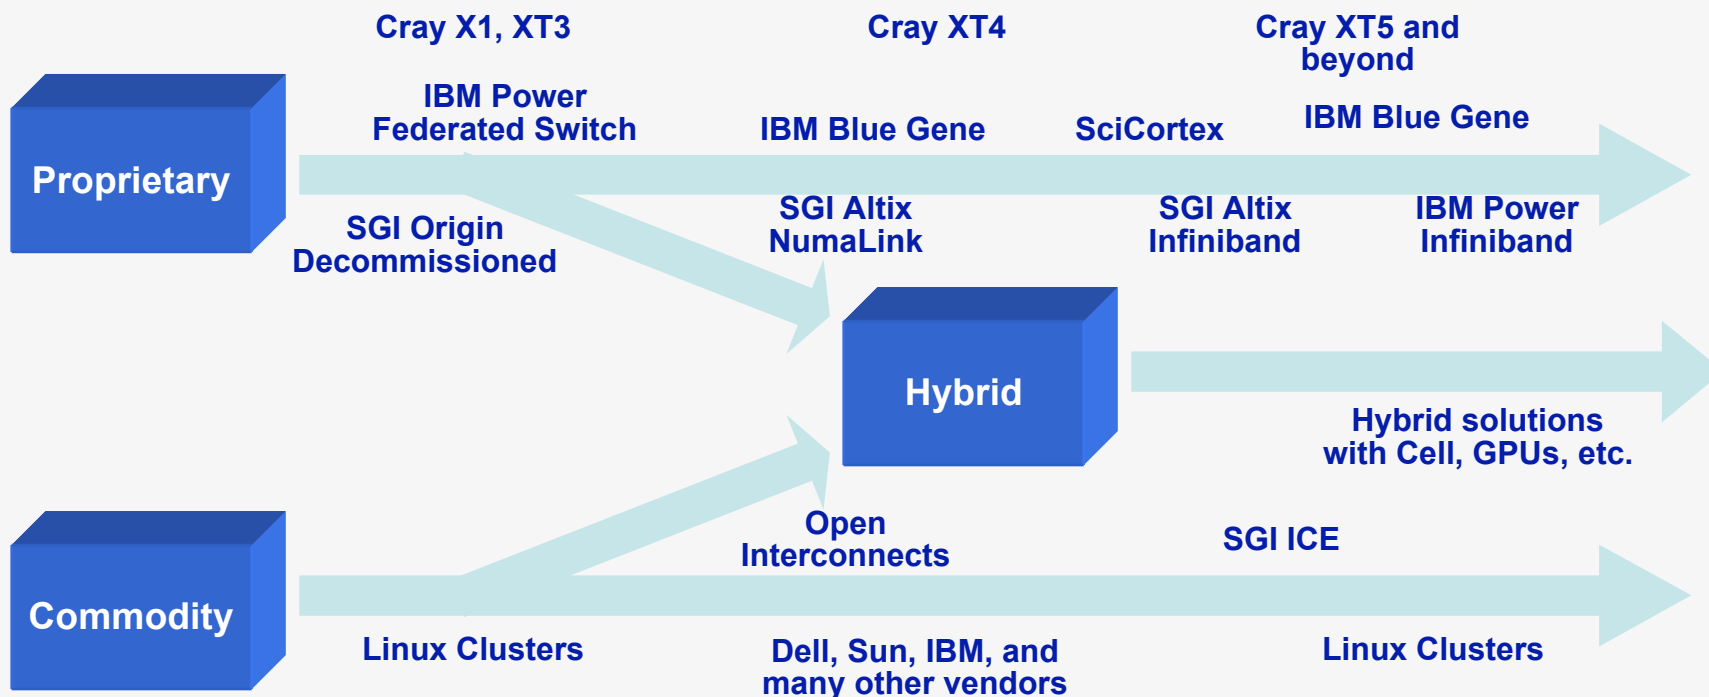 Cray X1, XT3
Cray XT4
Cray XT5 and
beyond
IBM Power
Federated Switch
IBM Blue Gene
SciCortex
IBM Blue Gene
Proprietary
SGI Origin
Decommissioned
SGI Altix
NumaLink
SGI Altix
Infiniband
IBM Power
Infiniband
Hybrid
Hybrid solutions
with Cell, GPUs, etc.
Open
Interconnects
SGI ICE
Commodity
Linux Clusters
Dell, Sun, IBM, and
many other vendors
Linux Clusters